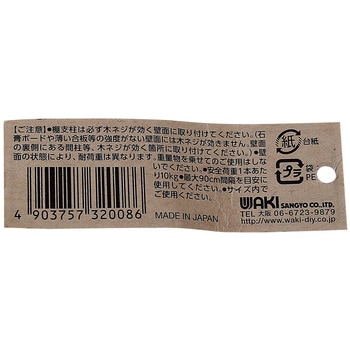 【ご注意】●棚支柱は必ず木ネジが効く壁面に取り付けてください。(石
膏ボードや薄い合板等の強度がない壁面には木ネジが効きません。壁面
の裏側にある間柱等、木ネジが効く箇所に取り付けてください。)●壁
面の状態により、耐荷重は異なります。重量物を乗せてのご使用はしな
いでください。●安全荷重1本あた
り10kg●最大90cm間隔を目安に
ご使用ください。●サイズ内で
4 903757 320086
MADE IN JAPAN
紙 台紙
プラ 袋 PE
WAKI SANGYO CO.,LTD.
TEL 大阪 06-6723-9879
http://www.waki-diy.co.jp